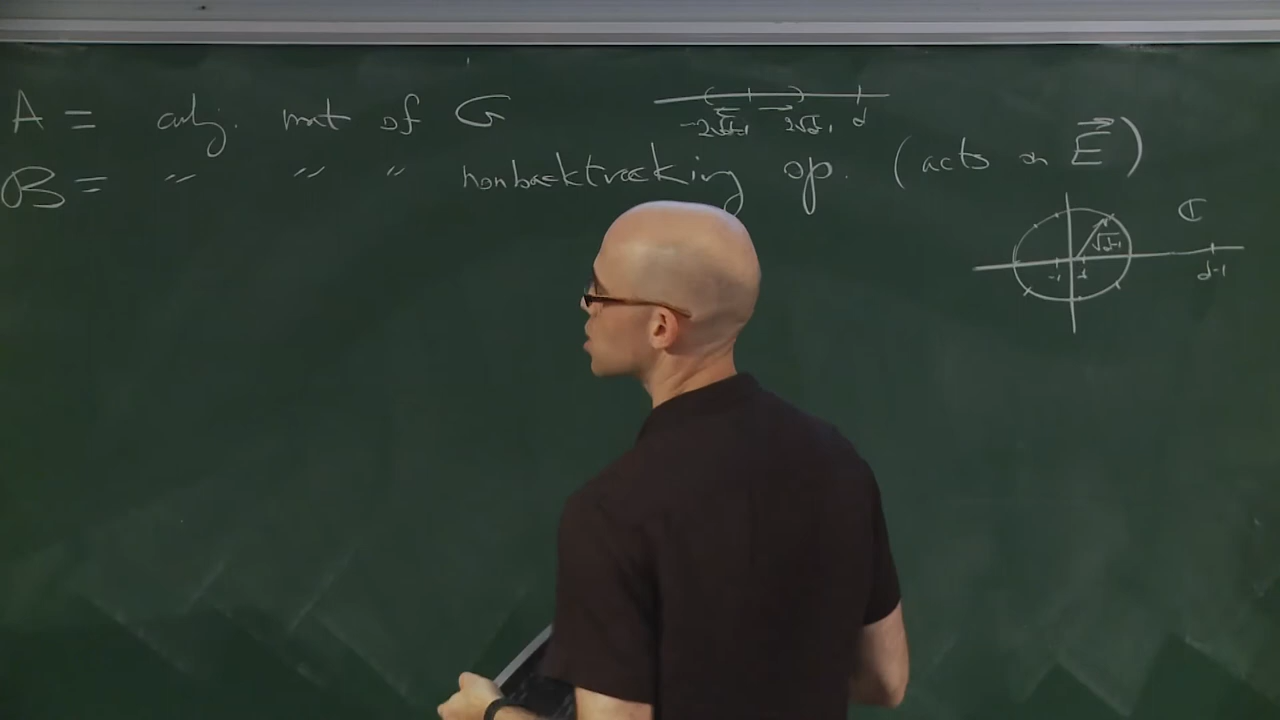 A = adj. mat of G
-2√d-1 2√d-1 d
B = " " " nonbacktracking op. (acts on E⃗)
ℂ
√d-1
-1 1 d-1